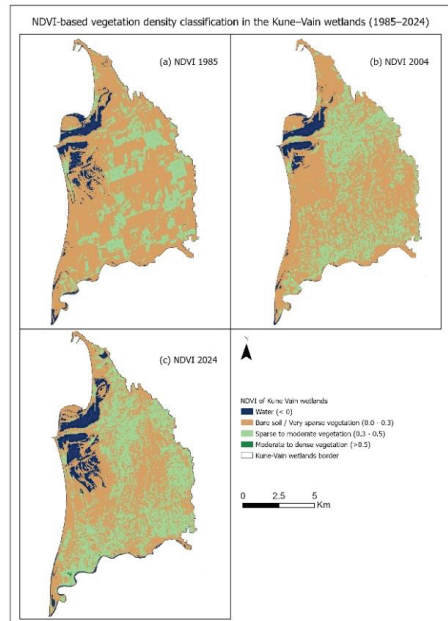 NDVI-based vegetation density classification in the Kune–Vain wetlands (1985–2024)
(a) NDVI 1985
(b) NDVI 2004
(c) NDVI 2024
NDVI of Kune Vain wetlands
Water (< 0)
Bare soil / Very sparse vegetation (0.0 - 0.3)
Sparse to moderate vegetation (0.3 - 0.5)
Moderate to dense vegetation (>0.5)
Kune-Vain wetlands border
0 2.5 5
Km